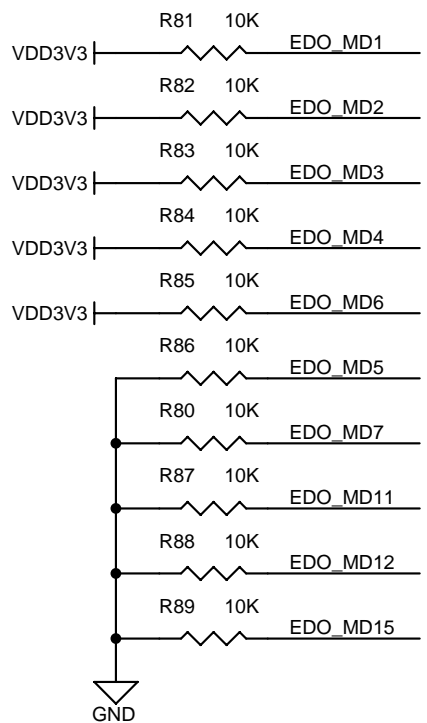 R81 10K
VDD3V3 EDO_MD1
R82 10K
VDD3V3 EDO_MD2
R83 10K
VDD3V3 EDO_MD3
R84 10K
VDD3V3 EDO_MD4
R85 10K
VDD3V3 EDO_MD6
R86 10K
EDO_MD5
R80 10K
EDO_MD7
R87 10K
EDO_MD11
R88 10K
EDO_MD12
R89 10K
EDO_MD15
GND